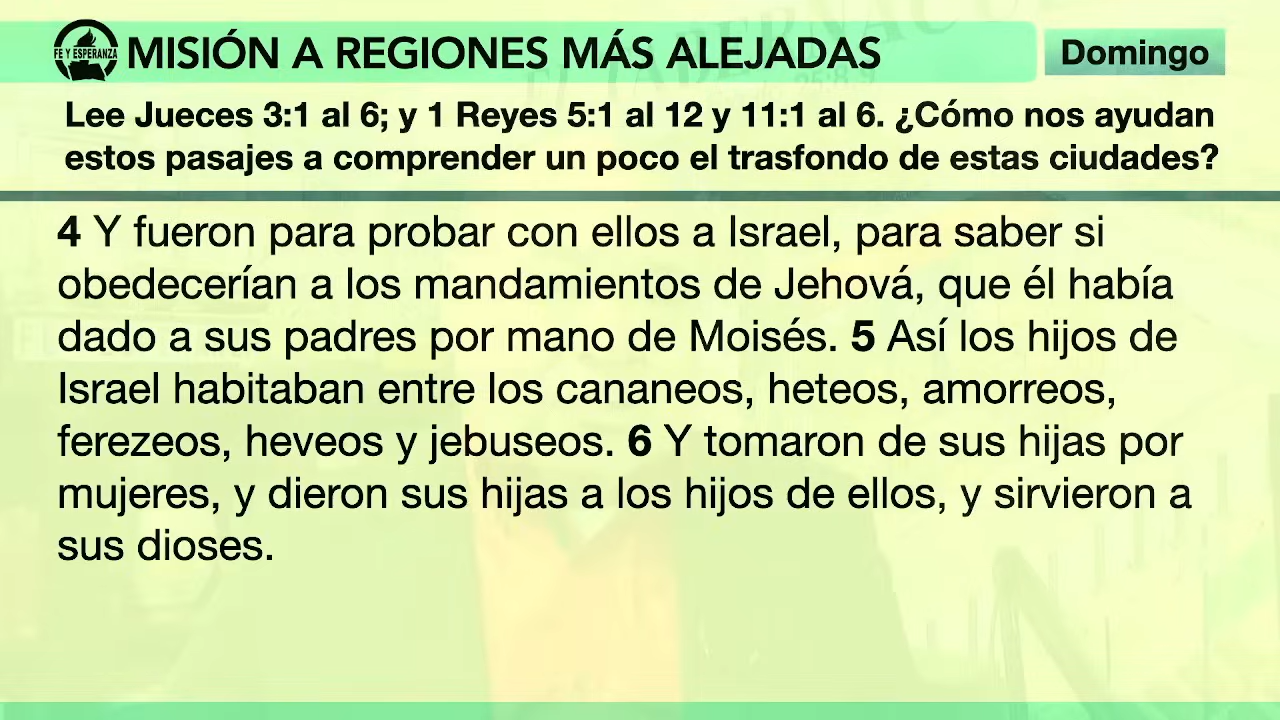 FE Y ESPERANZA
MISIÓN A REGIONES MÁS ALEJADAS
Domingo
Lee Jueces 3:1 al 6; y 1 Reyes 5:1 al 12 y 11:1 al 6. ¿Cómo nos ayudan
estos pasajes a comprender un poco el trasfondo de estas ciudades?
4 Y fueron para probar con ellos a Israel, para saber si
obedecerían a los mandamientos de Jehová, que él había
dado a sus padres por mano de Moisés. 5 Así los hijos de
Israel habitaban entre los cananeos, heteos, amorreos,
ferezeos, heveos y jebuseos. 6 Y tomaron de sus hijas por
mujeres, y dieron sus hijas a los hijos de ellos, y sirvieron a
sus dioses.